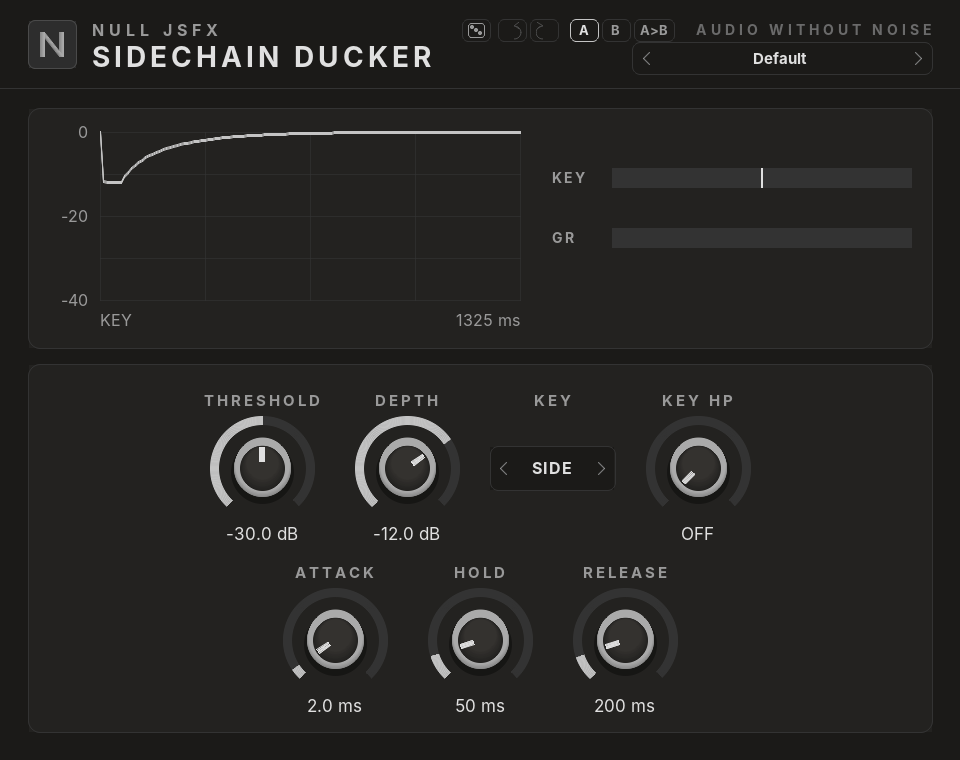 N
NULL JSFX
SIDECHAIN DUCKER
A B A>B
AUDIO WITHOUT NOISE
Default
0
-20
-40
KEY 1325 ms
KEY
GR
THRESHOLD DEPTH KEY KEY HP
SIDE
-30.0 dB -12.0 dB OFF
ATTACK HOLD RELEASE
2.0 ms 50 ms 200 ms